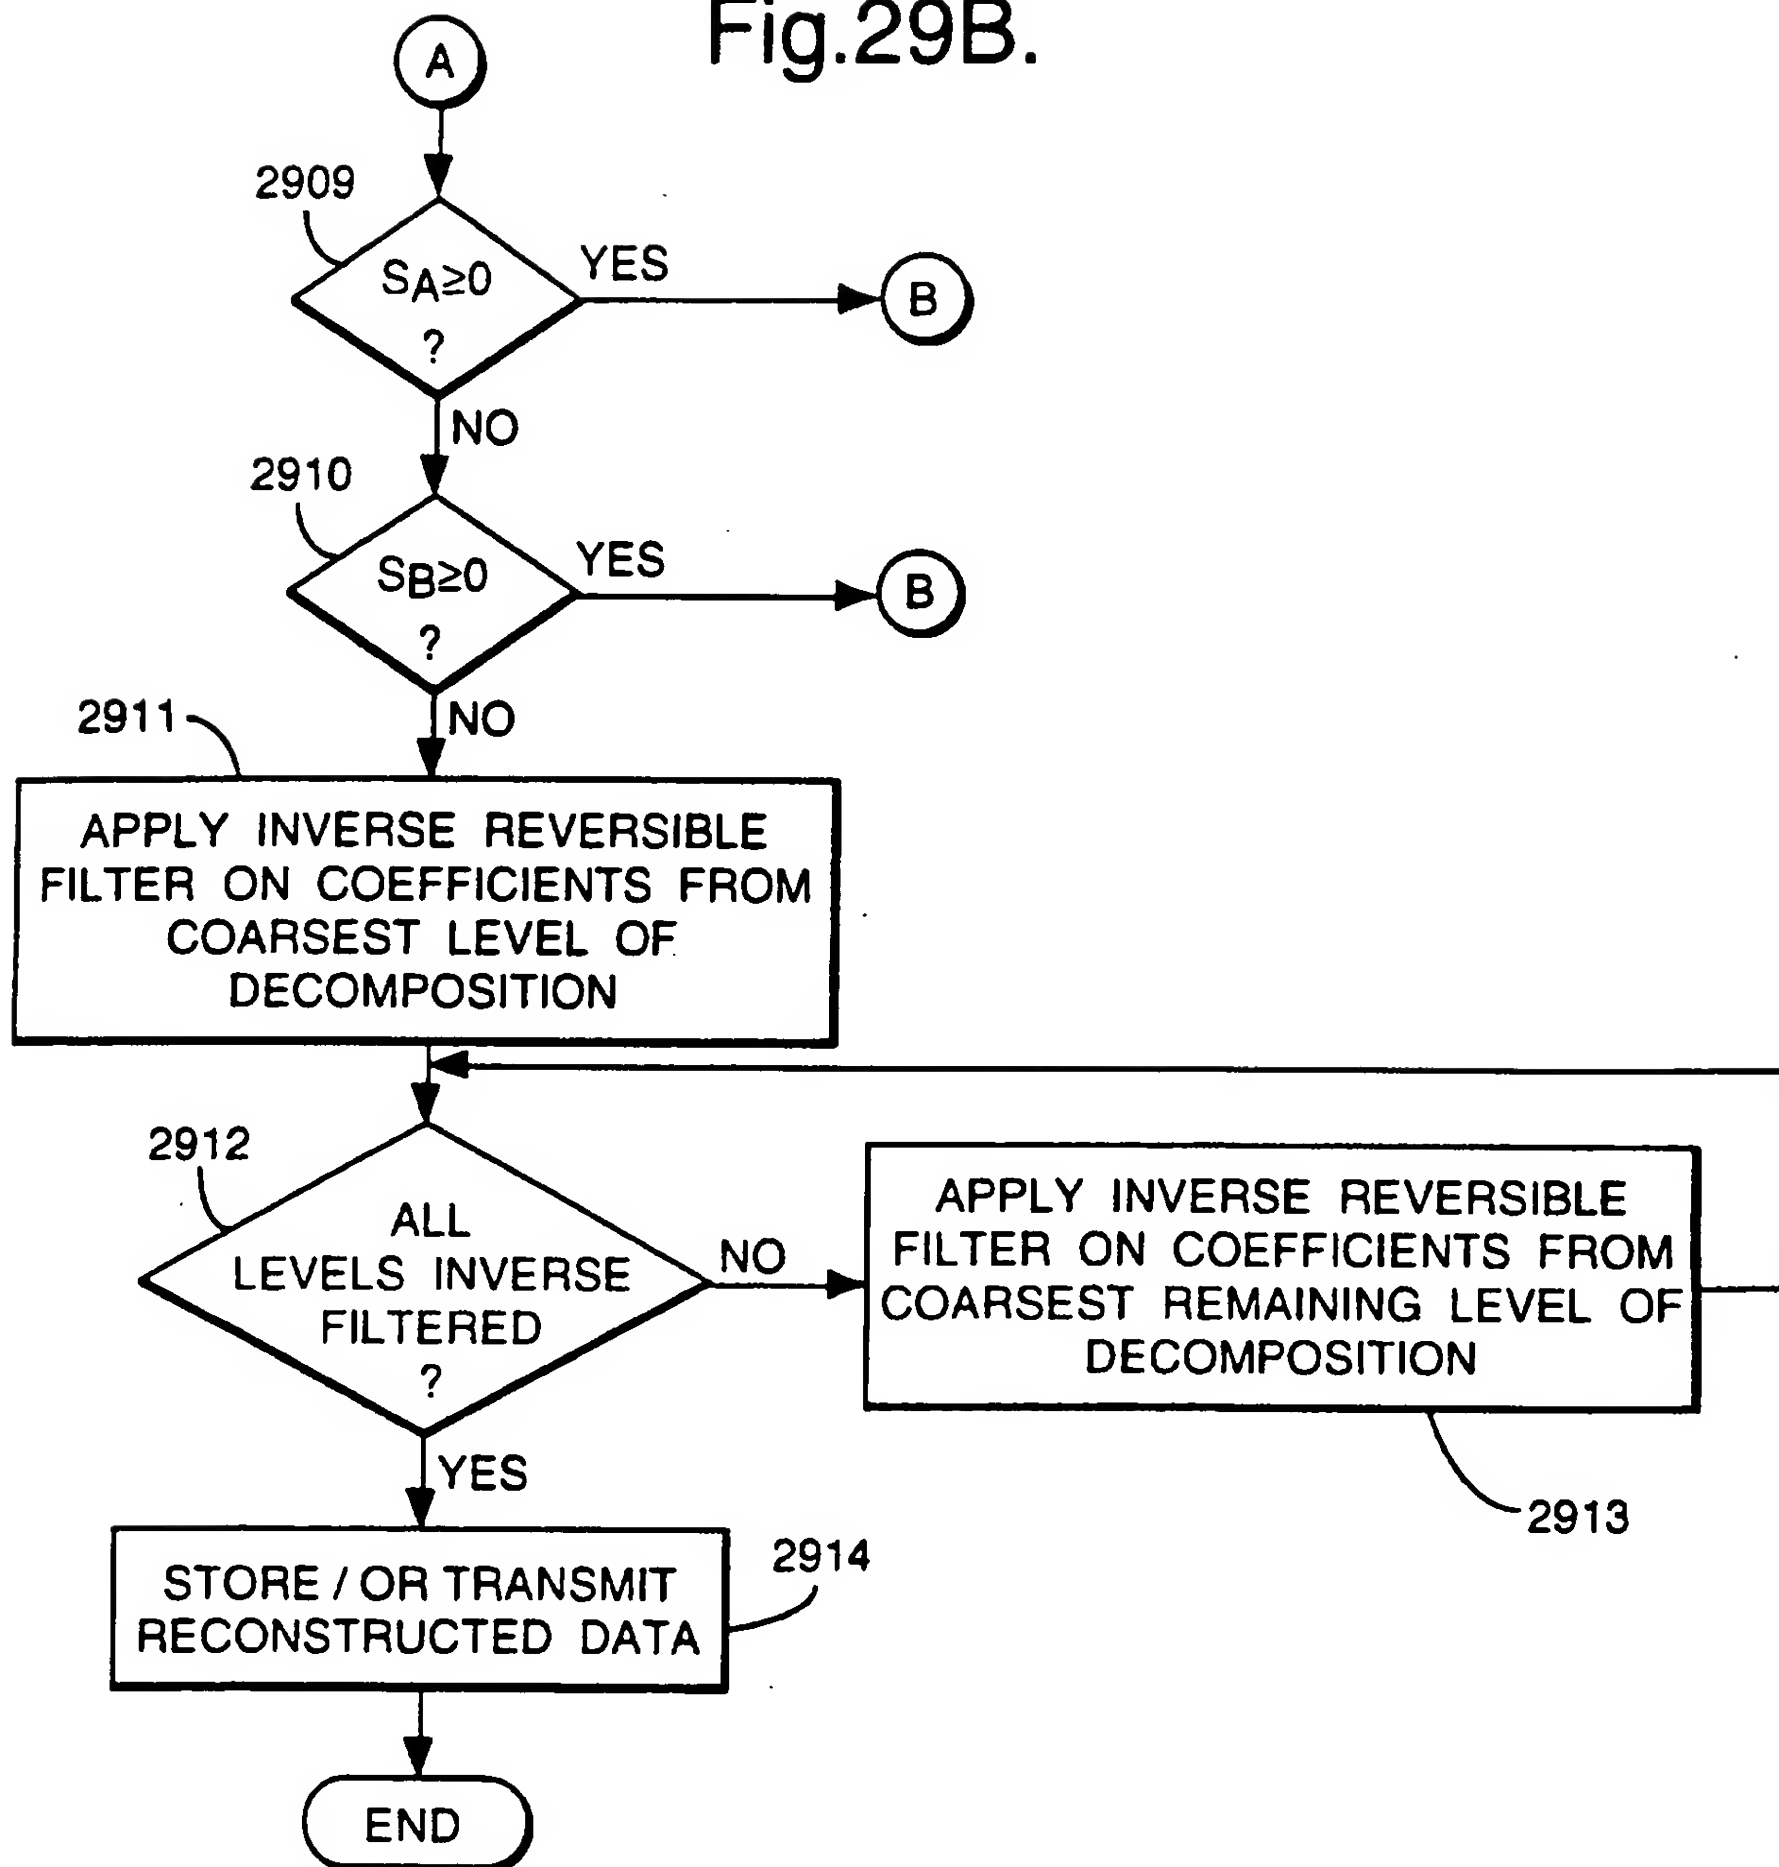 Fig.29B.
A
2909
SA≥0
?
YES
B
NO
2910
SB≥0
?
YES
B
NO
2911
APPLY INVERSE REVERSIBLE
FILTER ON COEFFICIENTS FROM
COARSEST LEVEL OF
DECOMPOSITION
2912
ALL
LEVELS INVERSE
FILTERED
?
NO
APPLY INVERSE REVERSIBLE
FILTER ON COEFFICIENTS FROM
COARSEST REMAINING LEVEL OF
DECOMPOSITION
2913
YES
STORE / OR TRANSMIT
RECONSTRUCTED DATA
2914
END